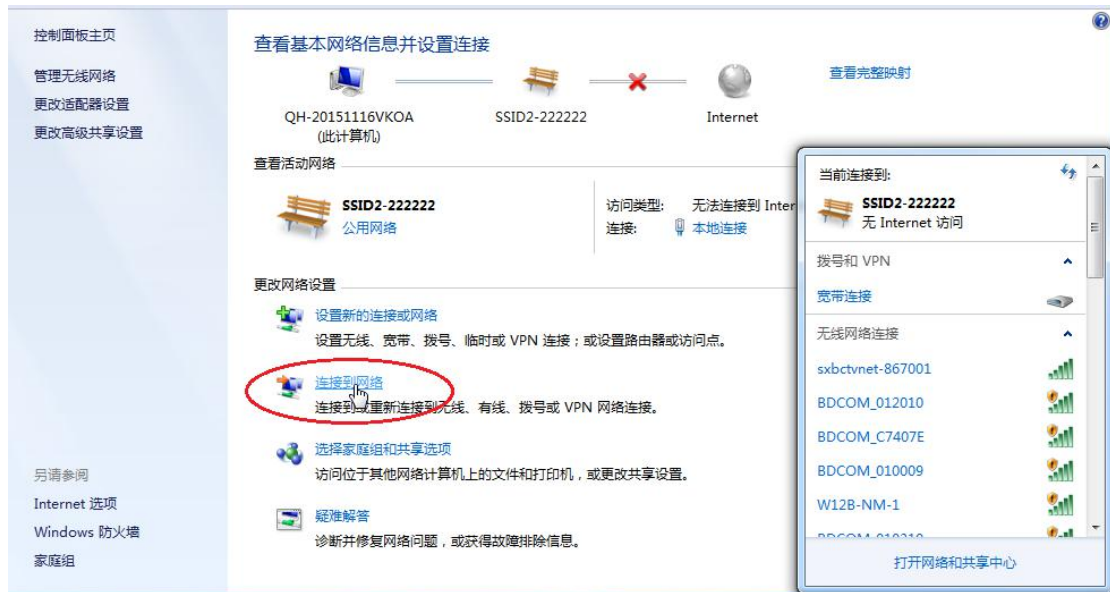 控制面板主页
管理无线网络
更改适配器设置
更改高级共享设置
另请参阅
Internet 选项
Windows 防火墙
家庭组
查看基本网络信息并设置连接
查看完整映射
QH-20151116VKOA
(此计算机)
SSID2-222222
Internet
查看活动网络
SSID2-222222
公用网络
访问类型: 无法连接到 Inter
连接: 本地连接
更改网络设置
设置新的连接或网络
设置无线、宽带、拨号、临时或 VPN 连接；或设置路由器或访问点。
连接到网络
连接到或重新连接到无线、有线、拨号或 VPN 网络连接。
选择家庭组和共享选项
访问位于其他网络计算机上的文件和打印机，或更改共享设置。
疑难解答
诊断并修复网络问题，或获得故障排除信息。
当前连接到:
SSID2-222222
无 Internet 访问
拨号和 VPN
宽带连接
无线网络连接
sxbctvnet-867001
BDCOM_012010
BDCOM_C7407E
BDCOM_010009
W12B-NM-1
打开网络和共享中心